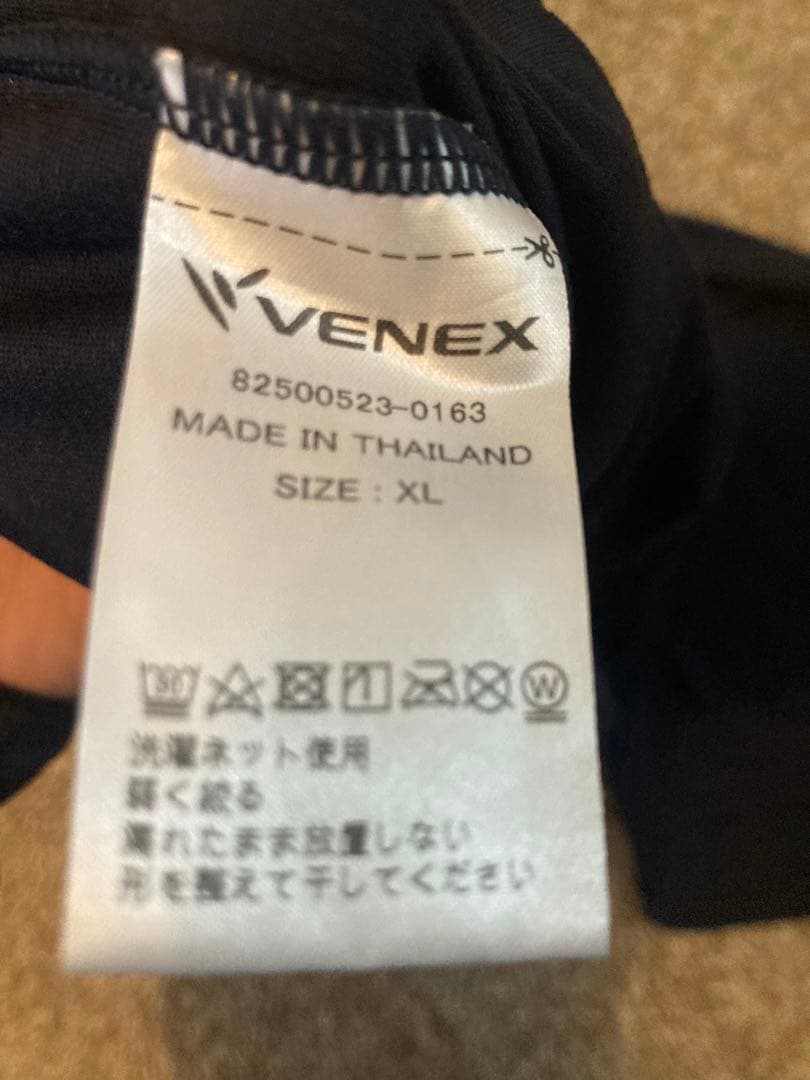 VENEX
82500523-0163
MADE IN THAILAND
SIZE : XL
30
W
洗濯ネット使用
弱く絞る
濡れたまま放置しない
形を整えて干してください